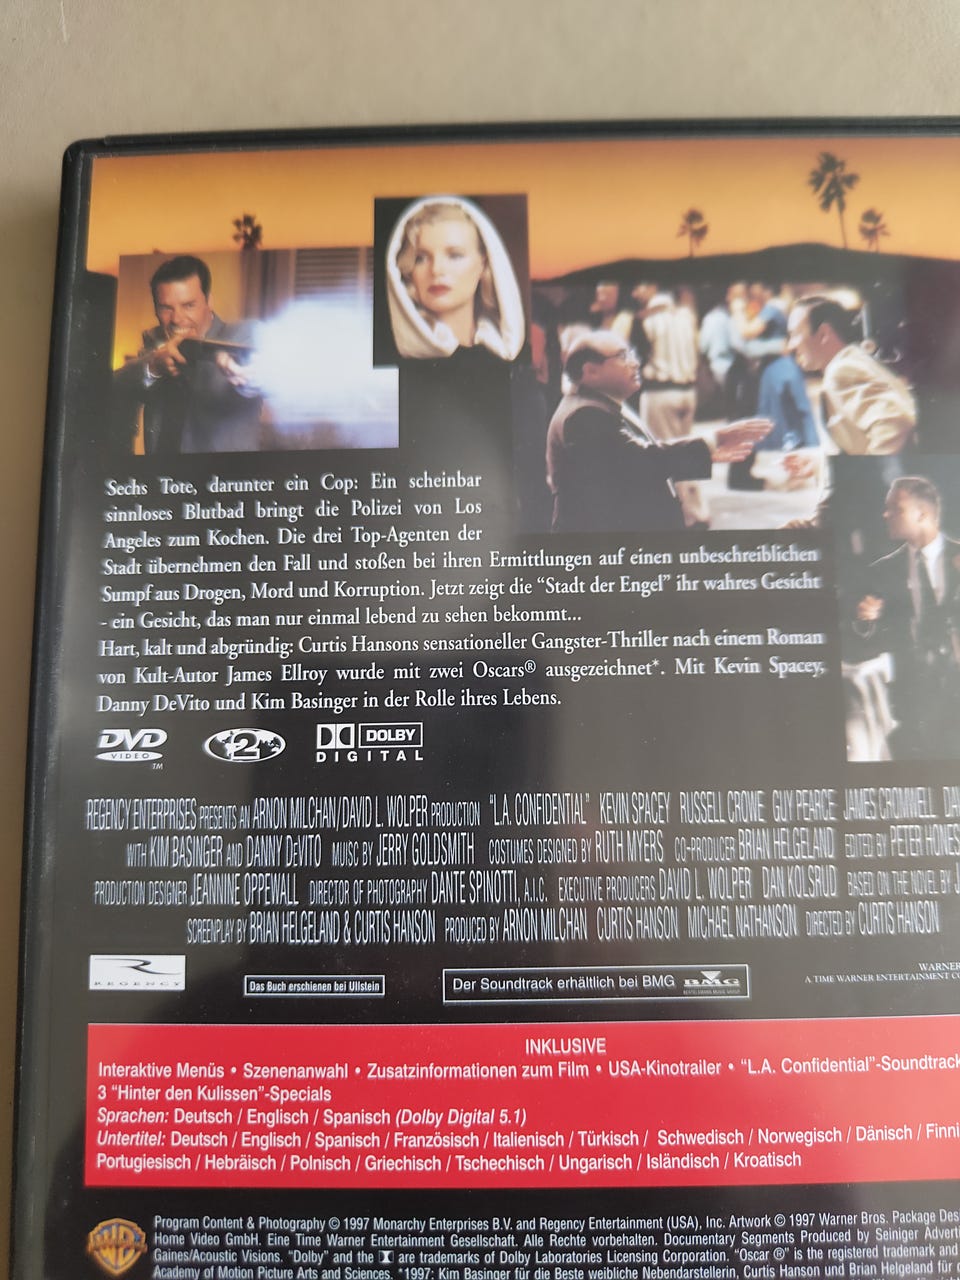 Sechs Tote, darunter ein Cop: Ein scheinbar
sinnloses Blutbad bringt die Polizei von Los
Angeles zum Kochen. Die drei Top-Agenten der
Stadt übernehmen den Fall und stoßen bei ihren Ermittlungen auf einen unbeschreiblichen
Sumpf aus Drogen, Mord und Korruption. Jetzt zeigt die “Stadt der Engel” ihr wahres Gesicht
- ein Gesicht, das man nur einmal lebend zu sehen bekommt...
Hart, kalt und abgründig: Curtis Hansons sensationeller Gangster-Thriller nach einem Roman
von Kult-Autor James Ellroy wurde mit zwei Oscars® ausgezeichnet*. Mit Kevin Spacey,
Danny DeVito und Kim Basinger in der Rolle ihres Lebens.
DVD VIDEO TM 2 DOLBY DIGITAL
REGENCY ENTERPRISES PRESENTS AN ARNON MILCHAN/DAVID L. WOLPER PRODUCTION "L.A. CONFIDENTIAL" KEVIN SPACEY RUSSELL CROWE GUY PEARCE JAMES CROMWELL
WITH KIM BASINGER AND DANNY DeVITO MUSIC BY JERRY GOLDSMITH COSTUMES DESIGNED BY RUTH MYERS CO-PRODUCER BRIAN HELGELAND EDITED BY PETER HONES
PRODUCTION DESIGNER JEANNINE OPPEWALL DIRECTOR OF PHOTOGRAPHY DANTE SPINOTTI, A.I.C. EXECUTIVE PRODUCERS DAVID L. WOLPER DAN KOLSRUD BASED ON THE NOVEL BY J
SCREENPLAY BY BRIAN HELGELAND & CURTIS HANSON PRODUCED BY ARNON MILCHAN CURTIS HANSON MICHAEL NATHANSON DIRECTED BY CURTIS HANSON
REGENCY
Das Buch erschienen bei Ullstein
Der Soundtrack erhältlich bei BMG BMG
WARNER
A TIME WARNER ENTERTAINMENT
INKLUSIVE
Interaktive Menüs • Szenenanwahl • Zusatzinformationen zum Film • USA-Kinotrailer • “L.A. Confidential”-Soundtrack
3 “Hinter den Kulissen”-Specials
Sprachen: Deutsch / Englisch / Spanisch (Dolby Digital 5.1)
Untertitel: Deutsch / Englisch / Spanisch / Französisch / Italienisch / Türkisch / Schwedisch / Norwegisch / Dänisch / Finni
Portugiesisch / Hebräisch / Polnisch / Griechisch / Tschechisch / Ungarisch / Isländisch / Kroatisch
WB
Program Content & Photography © 1997 Monarchy Enterprises B.V. and Regency Entertainment (USA), Inc. Artwork © 1997 Warner Bros. Package Des
Home Video GmbH. Eine Time Warner Entertainment Gesellschaft. Alle Rechte vorbehalten. Documentary Segments Produced by Seiniger Adverti
Gaines/Acoustic Visions. "Dolby" and the are trademarks of Dolby Laboratories Licensing Corporation. "Oscar ®" is the registered trademark and
Academy of Motion Picture Arts and Sciences. *1997: Kim Basinger für die Beste weibliche Nebendarstellerin, Curtis Hanson und Brian Helgeland für